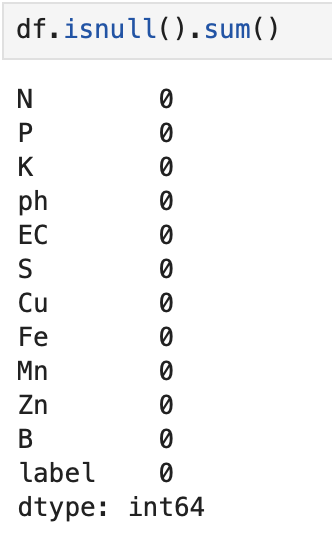 df.isnull().sum()
N 0
P 0
K 0
ph 0
EC 0
S 0
Cu 0
Fe 0
Mn 0
Zn 0
B 0
label 0
dtype: int64